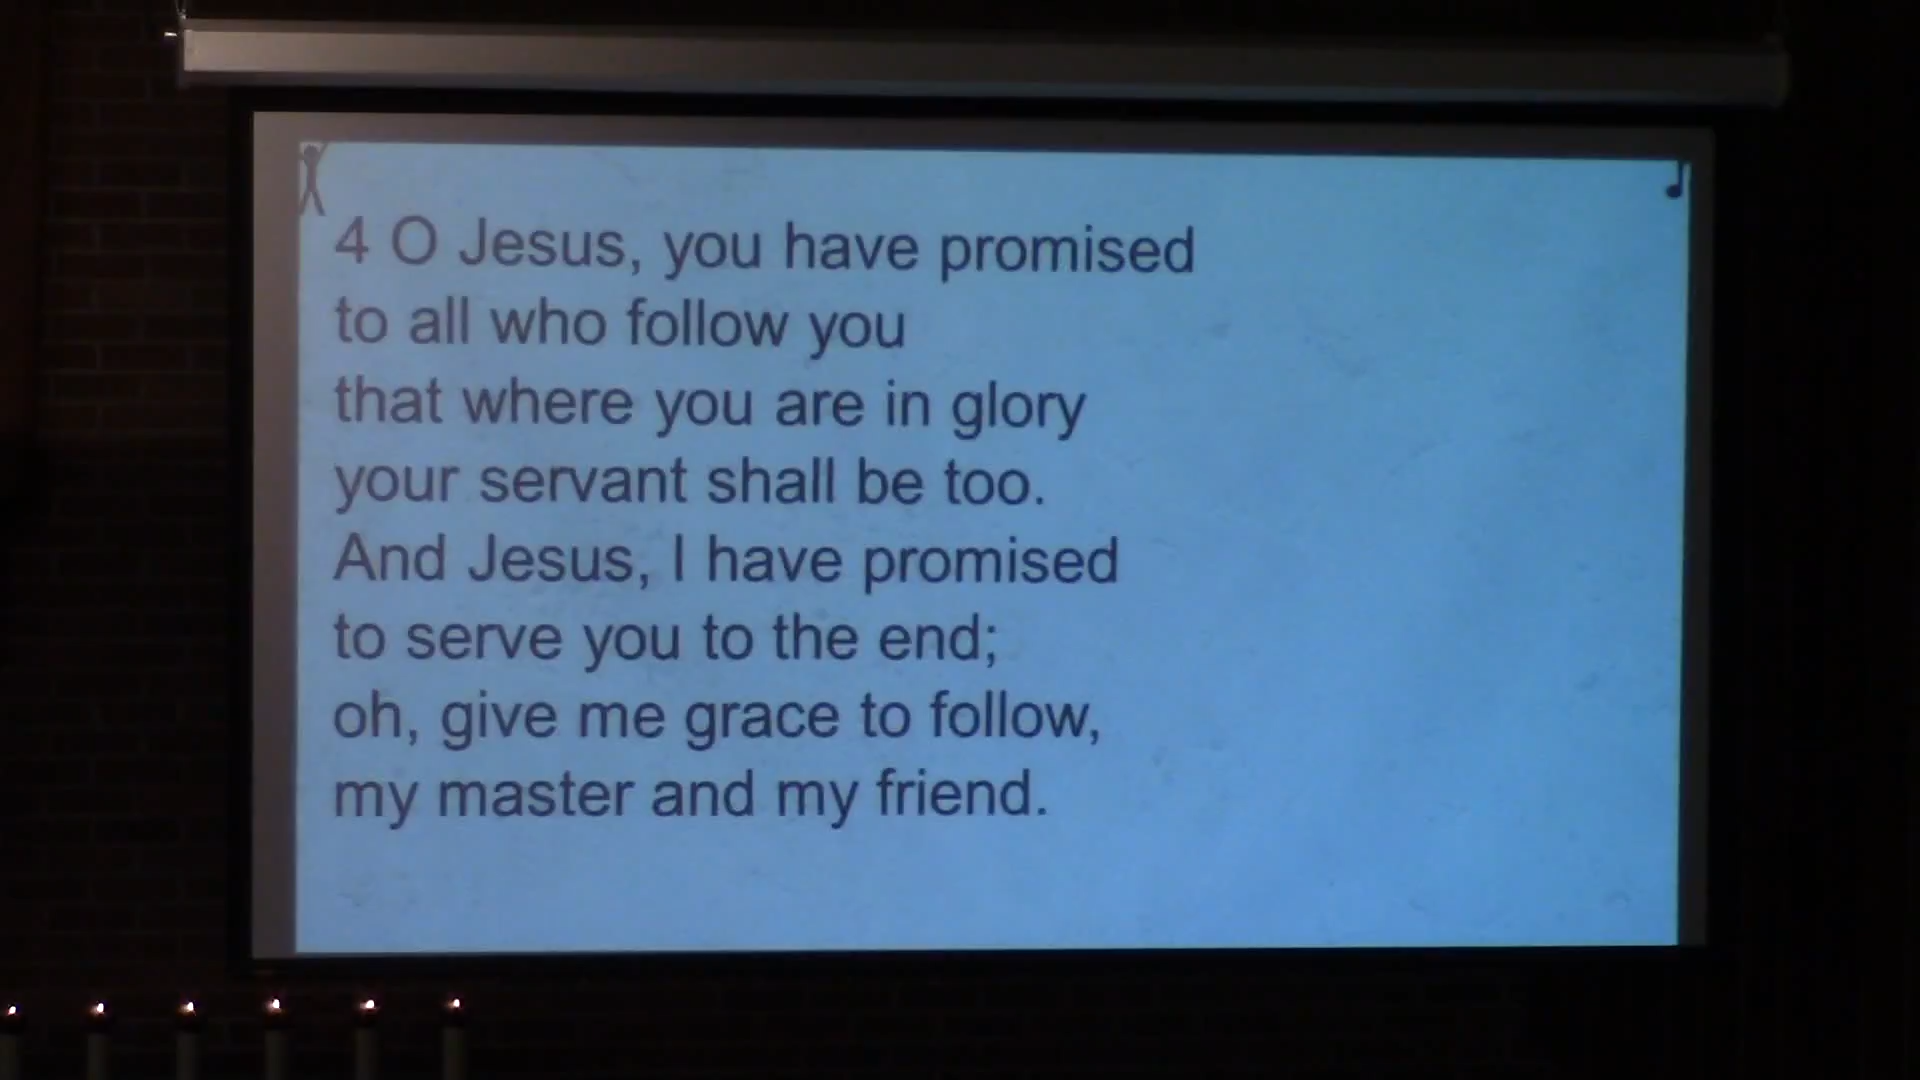 4 O Jesus, you have promised
to all who follow you
that where you are in glory
your servant shall be too.
And Jesus, I have promised
to serve you to the end;
oh, give me grace to follow,
my master and my friend.